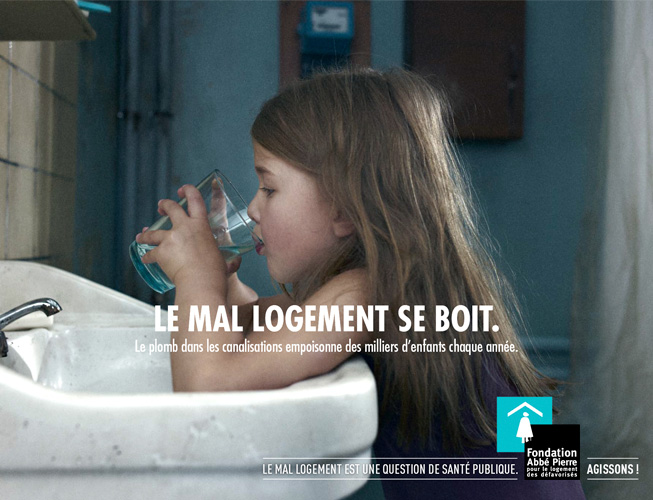 LE MAL LOGEMENT SE BOIT.
Le plomb dans les canalisations empoisonne des milliers d'enfants chaque année.
LE MAL LOGEMENT EST UNE QUESTION DE SANTÉ PUBLIQUE.
Fondation
Abbé Pierre
pour le logement
des défavorisés
AGISSONS !